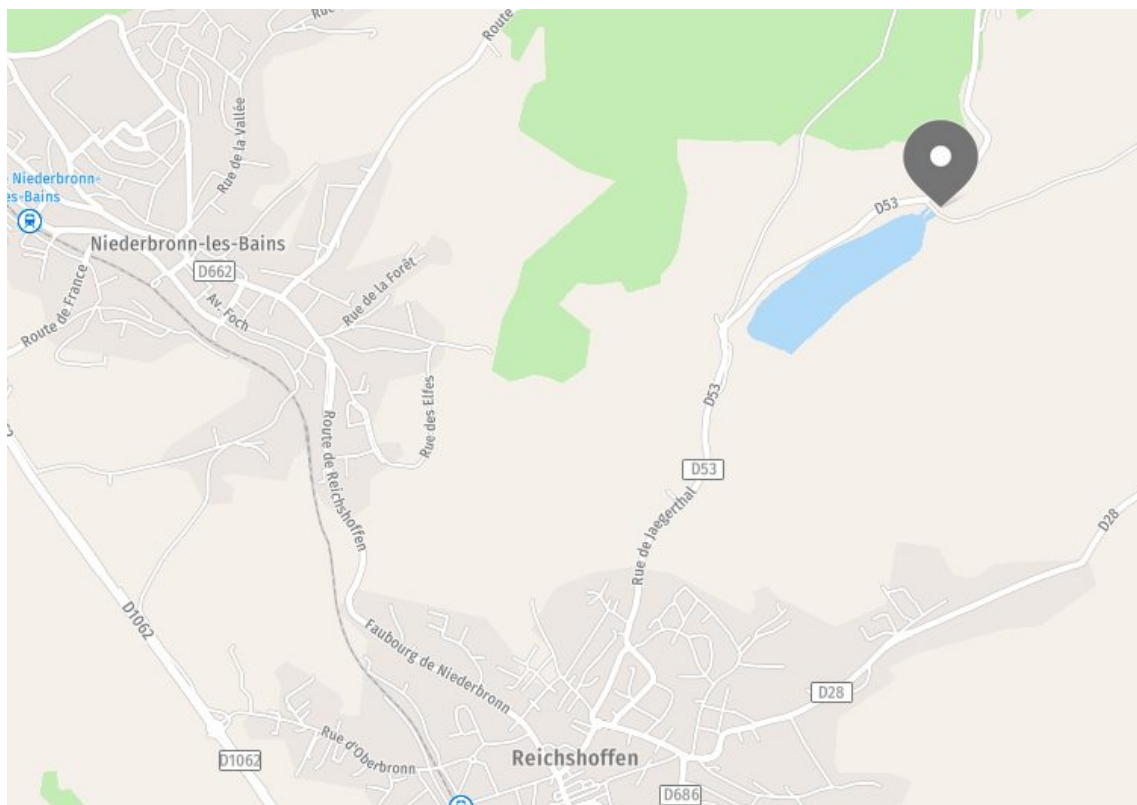 Rue
Route
Rue de la Vallée
Niederbronn-
es-Bains
D53
Niederbronn-les-Bains
D662
Rue de la Forêt
Route de France
Av. Foch
D53
Rue des Elfes
Route de Reichshoffen
D53
Rue de Jaegerthal
D28
D1062
Faubourg de Niederbronn
D28
Rue d'Oberbronn
D1062
Reichshoffen
D686